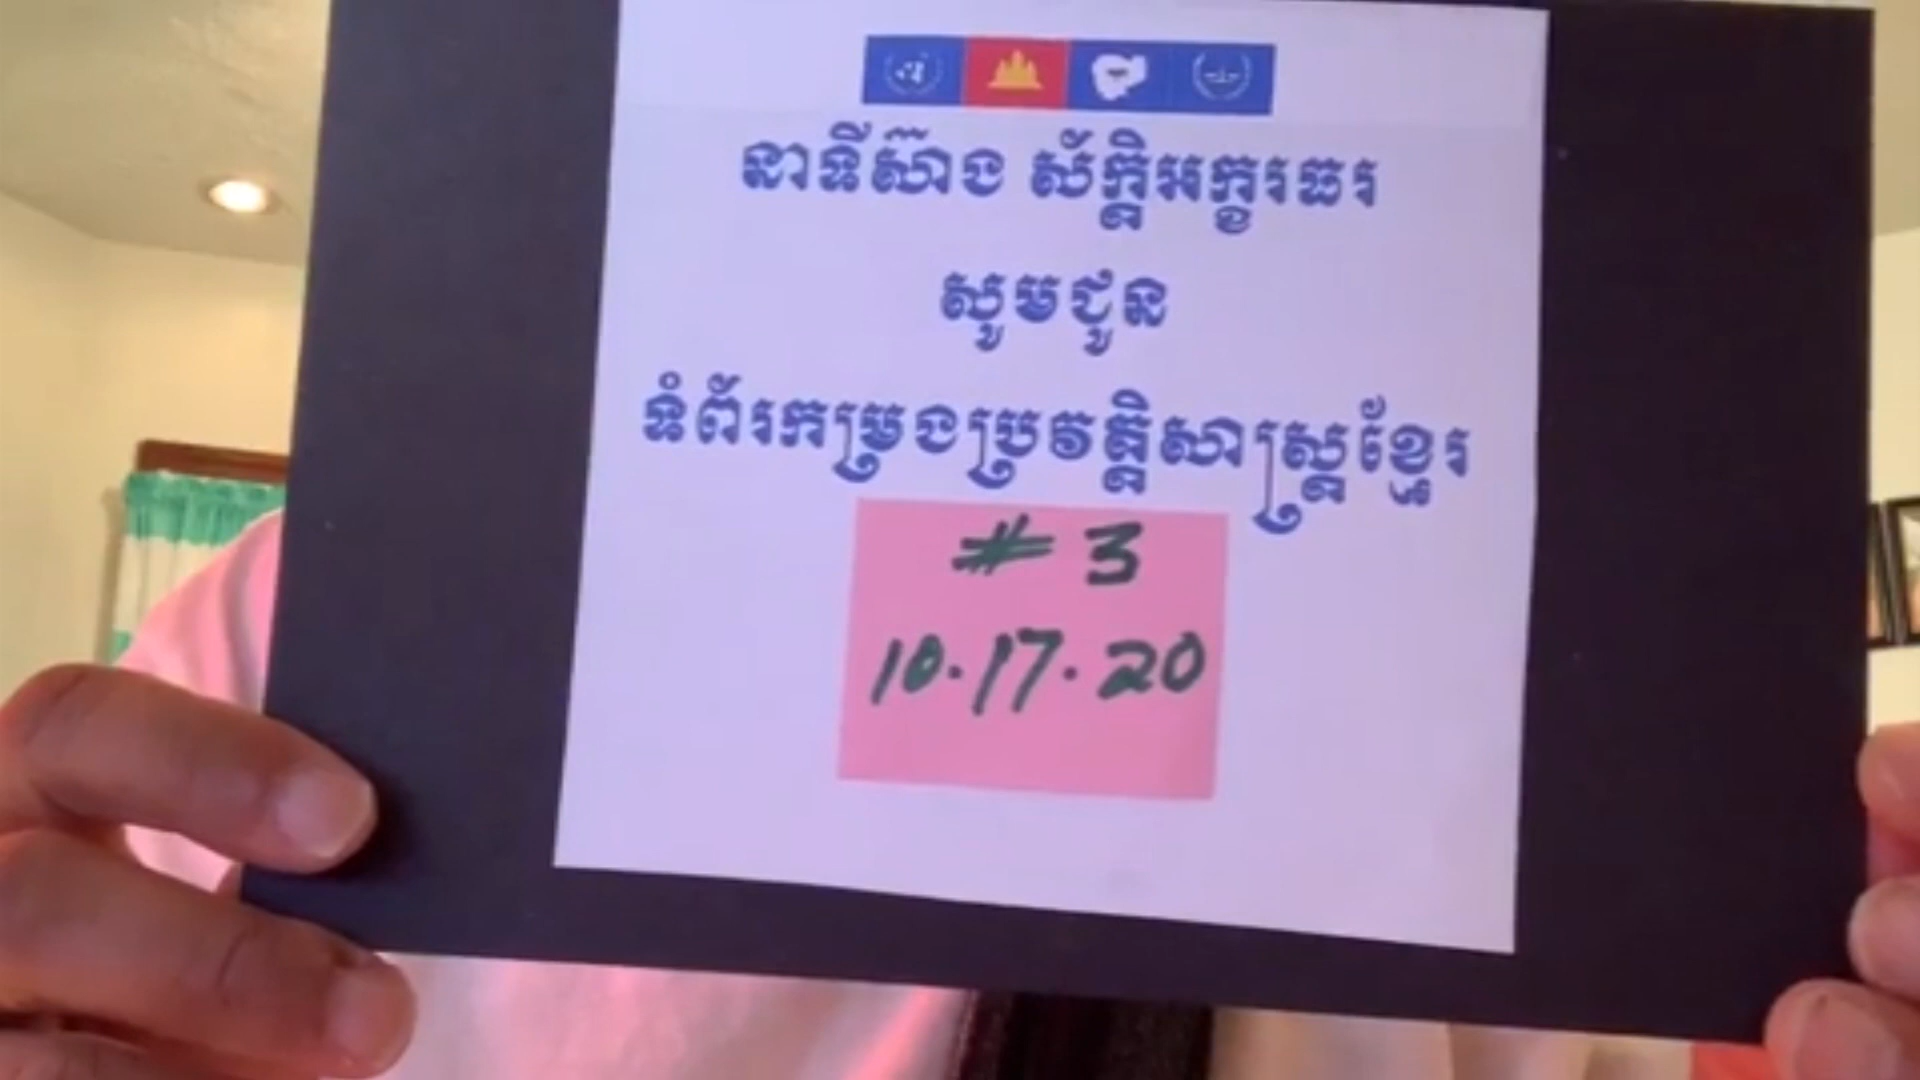 នាទីស៊ាង ស័ក្តិអក្ខរធរ
សូមជូន
ទំព័រកម្រងប្រវត្តិសាស្ត្រខ្មែរ
# 3
10.17.20